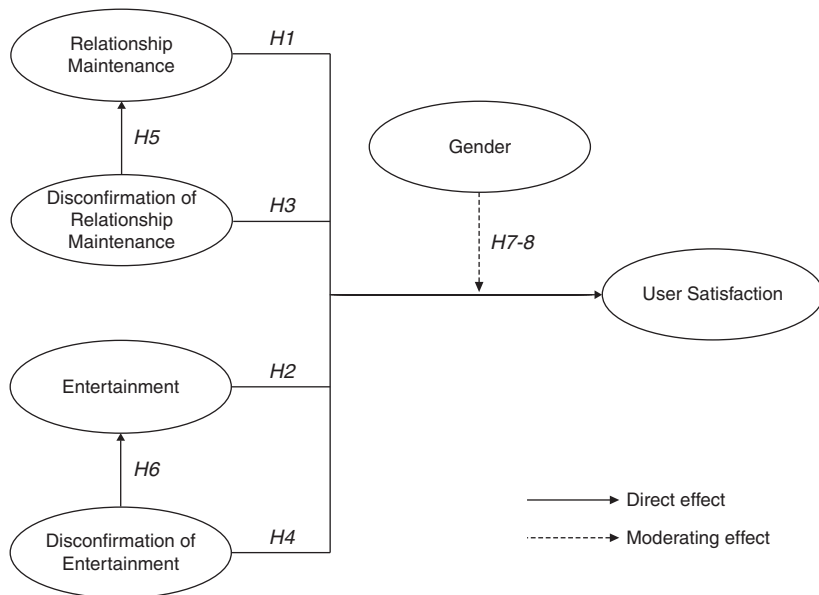 Relationship
Maintenance
H1
H5
Gender
Disconfirmation of
Relationship
Maintenance
H3
H7-8
User Satisfaction
Entertainment
H2
H6
Direct effect
Disconfirmation of
Entertainment
H4
Moderating effect